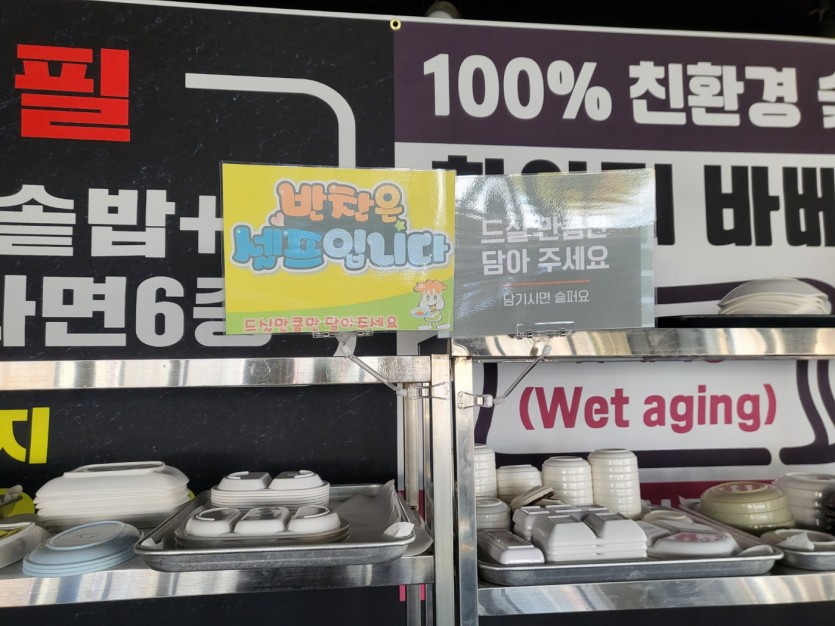 필
솥밥+
라면6종
지
반찬은
셀프입니다
드실만큼만 담아주세요
드실 만큼만
담아 주세요
남기시면 슬퍼요
100% 친환경
바베
(Wet aging)